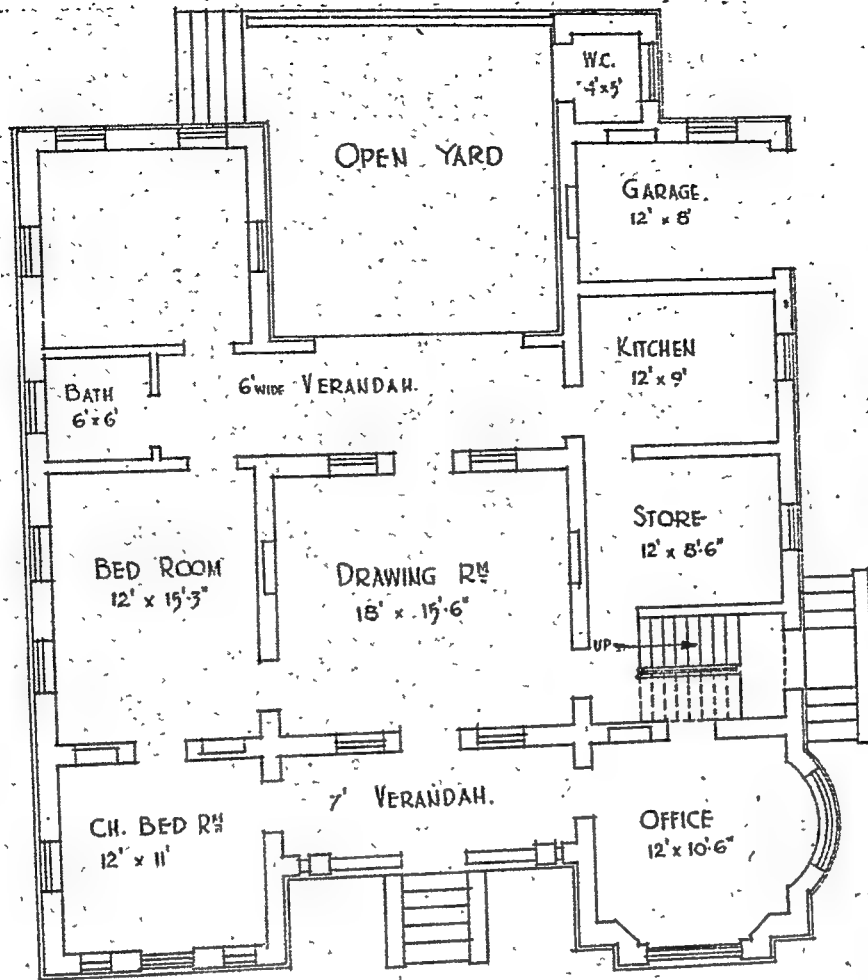 W.C.
4' x 5'
OPEN YARD
GARAGE.
12' x 8'
KITCHEN
12' x 9'
BATH
6' x 6'
6' WIDE VERANDAH.
STORE
12' x 8'-6"
BED ROOM
12' x 15'-3"
DRAWING RM
18' x 15'-6"
UP
7' VERANDAH.
CH. BED RM
12' x 11'
OFFICE
12' x 10'-6"